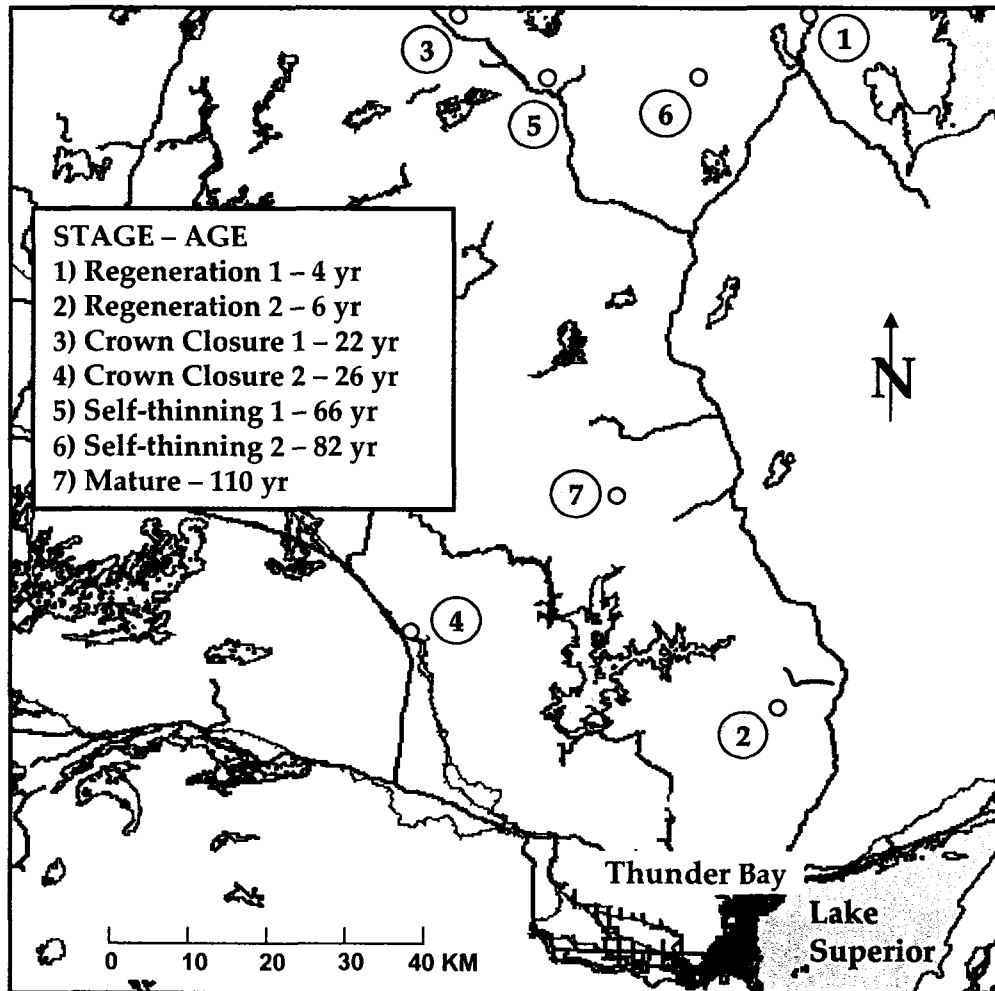 3
1
5
6
STAGE – AGE
1) Regeneration 1 – 4 yr
2) Regeneration 2 – 6 yr
3) Crown Closure 1 – 22 yr
4) Crown Closure 2 – 26 yr
5) Self-thinning 1 – 66 yr
6) Self-thinning 2 – 82 yr
7) Mature – 110 yr
N
7
4
2
Thunder Bay
Lake
Superior
0 10 20 30 40 KM